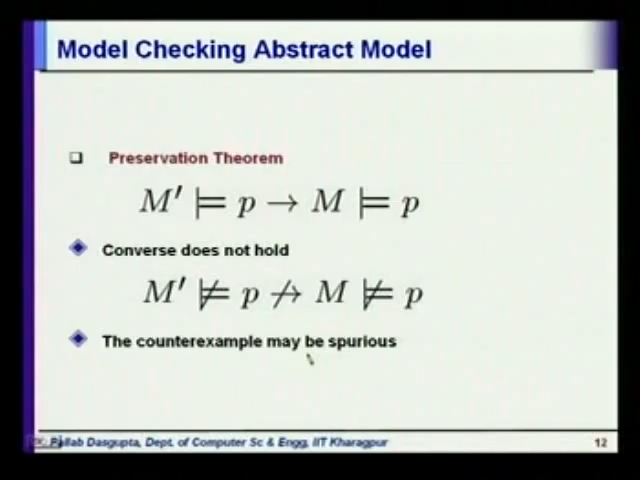 Model Checking Abstract Model
Preservation Theorem
M′ ⊨ p → M ⊨ p
Converse does not hold
M′ ⊭ p ↛ M ⊭ p
The counterexample may be spurious
Pallab Dasgupta, Dept. of Computer Sc & Engg, IIT Kharagpur
12